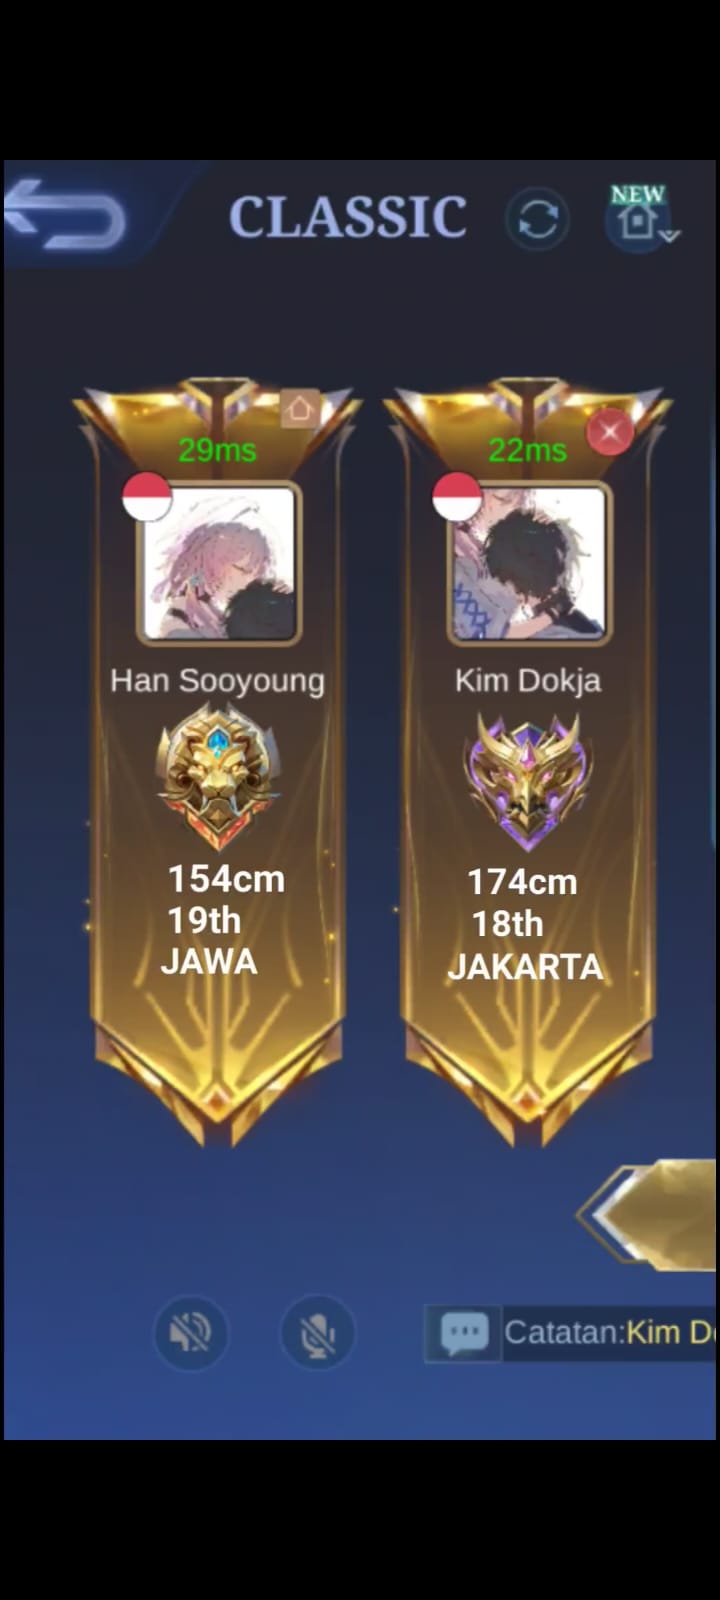 CLASSIC
NEW
29ms
22ms
Han Sooyoung
Kim Dokja
154cm
19th
JAWA
174cm
18th
JAKARTA
Catatan:Kim D